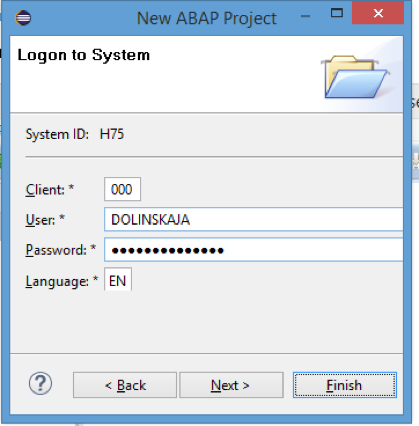 New ABAP Project
Logon to System
System ID: H75
Client: * 000
User: * DOLINSKAJA
Password: * ••••••••••••••
Language: * EN
? < Back Next > Finish